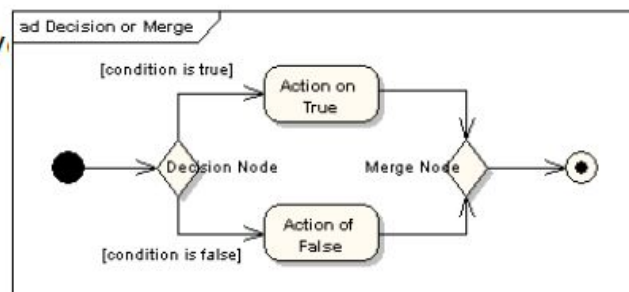 ad Decision or Merge
[condition is true]
Action on
True
Decision Node
Merge Node
Action of
False
[condition is false]